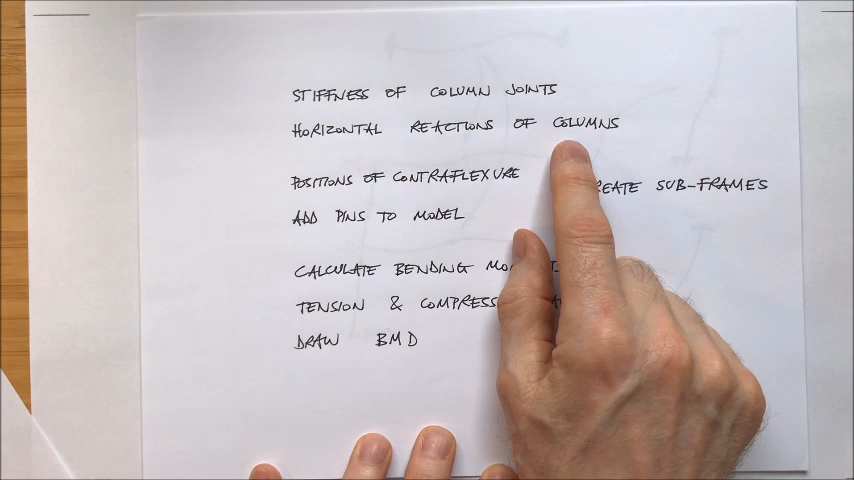 STIFFNESS OF COLUMN JOINTS
HORIZONTAL REACTIONS OF COLUMNS
POSITIONS OF CONTRAFLEXURE
SUB-FRAMES
ADD PINS TO MODEL
CALCULATE BENDING
TENSION &
DRAW BMD